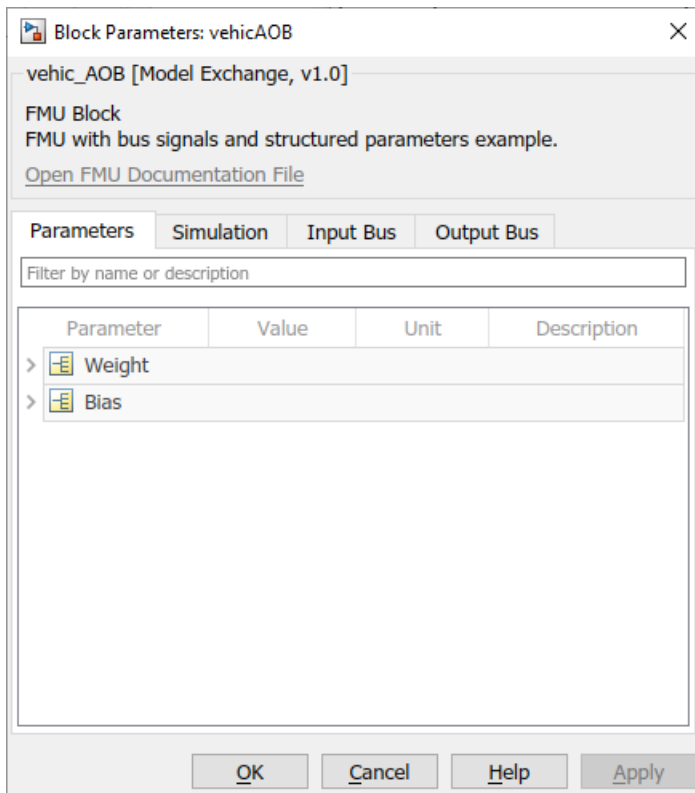 Block Parameters: vehicAOB
vehic_AOB [Model Exchange, v1.0]
FMU Block
FMU with bus signals and structured parameters example.
Open FMU Documentation File
Parameters Simulation Input Bus Output Bus
Filter by name or description
Parameter Value Unit Description
Weight
Bias
OK Cancel Help Apply